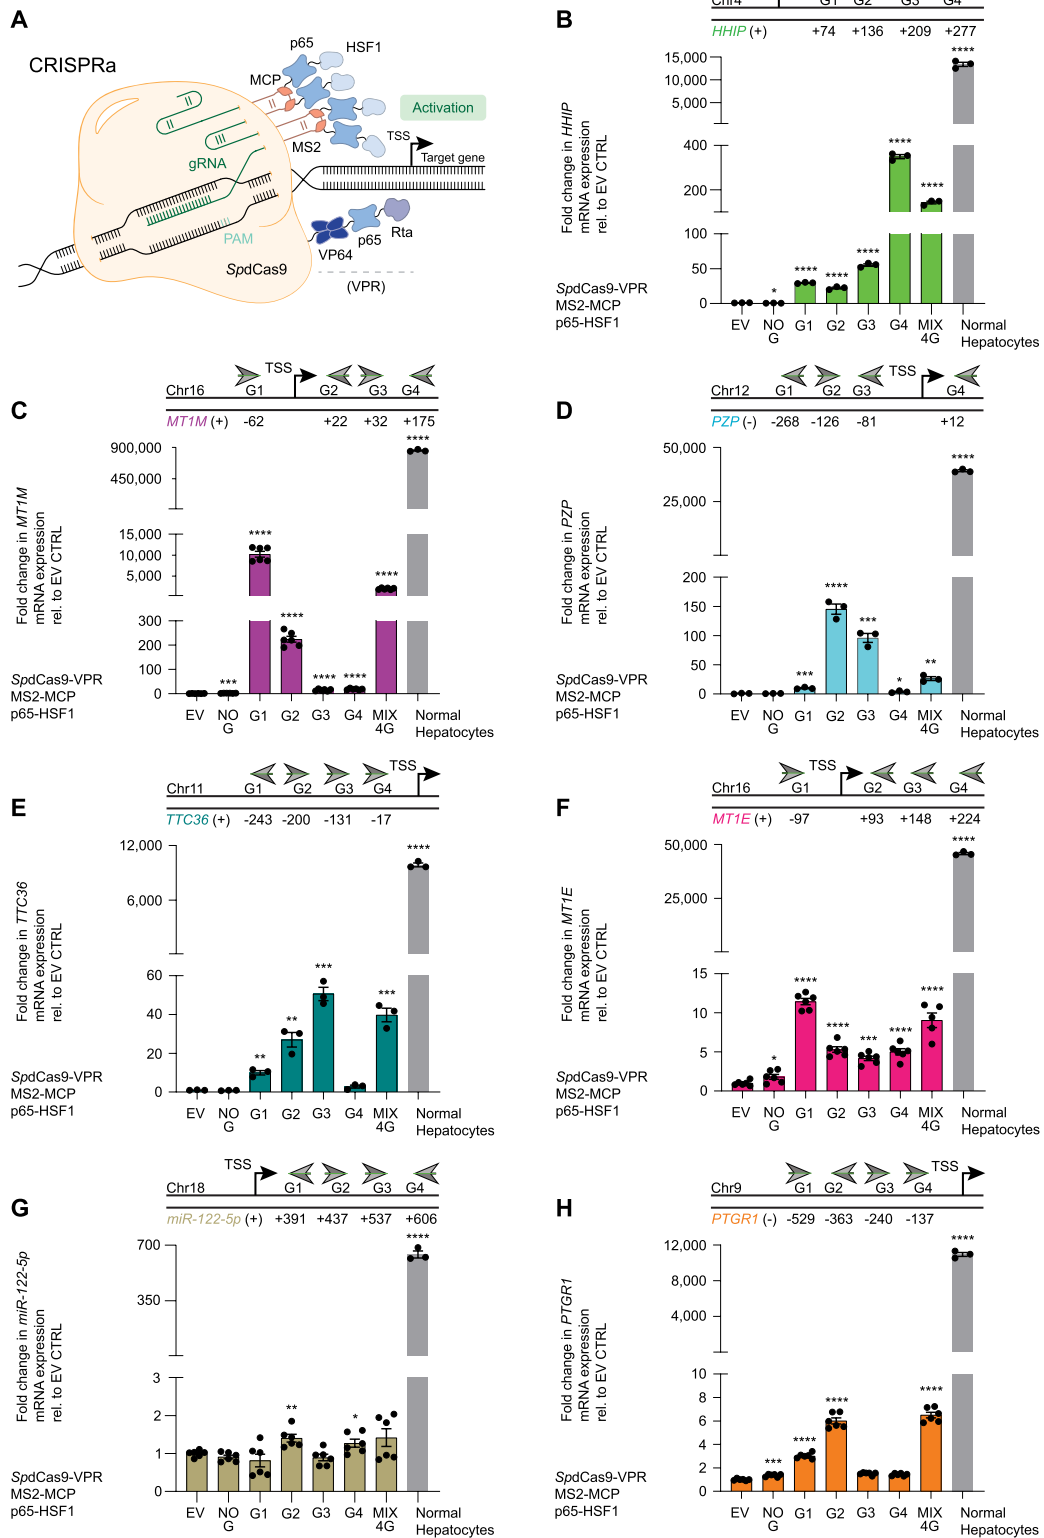 A
CRISPRa
p65
HSF1
MCP
MS2
Activation
TSS
Target gene
gRNA
PAM
SpdCas9
VP64
p65
Rta
(VPR)
B
Chr4 G1 G2 G3 G4
HHIP (+) +74 +136 +209 +277
Fold change in HHIP
mRNA expression
rel. to EV CTRL
15,000
10,000
5,000
400
200
100
50
0
* **** **** **** **** **** ****
SpdCas9-VPR
MS2-MCP
p65-HSF1
EV NO G G1 G2 G3 G4 MIX 4G Normal Hepatocytes
C
TSS
Chr16 G1 G2 G3 G4
MT1M (+) -62 +22 +32 +175
Fold change in MT1M
mRNA expression
rel. to EV CTRL
900,000
450,000
15,000
10,000
5,000
300
200
100
0
*** **** **** **** **** **** ****
SpdCas9-VPR
MS2-MCP
p65-HSF1
EV NO G G1 G2 G3 G4 MIX 4G Normal Hepatocytes
D
TSS
Chr12 G1 G2 G3 G4
PZP (-) -268 -126 -81 +12
Fold change in PZP
mRNA expression
rel. to EV CTRL
50,000
25,000
200
150
100
50
0
*** **** *** * ** ****
SpdCas9-VPR
MS2-MCP
p65-HSF1
EV NO G G1 G2 G3 G4 MIX 4G Normal Hepatocytes
E
TSS
Chr11 G1 G2 G3 G4
TTC36 (+) -243 -200 -131 -17
Fold change in TTC36
mRNA expression
rel. to EV CTRL
12,000
6,000
60
40
20
0
** ** *** *** ****
SpdCas9-VPR
MS2-MCP
p65-HSF1
EV NO G G1 G2 G3 G4 MIX 4G Normal Hepatocytes
F
TSS
Chr16 G1 G2 G3 G4
MT1E (+) -97 +93 +148 +224
Fold change in MT1E
mRNA expression
rel. to EV CTRL
50,000
25,000
15
10
5
0
* **** **** *** **** **** ****
SpdCas9-VPR
MS2-MCP
p65-HSF1
EV NO G G1 G2 G3 G4 MIX 4G Normal Hepatocytes
G
TSS
Chr18 G1 G2 G3 G4
miR-122-5p (+) +391 +437 +537 +606
Fold change in miR-122-5p
mRNA expression
rel. to EV CTRL
700
350
3
2
1
0
** * ****
SpdCas9-VPR
MS2-MCP
p65-HSF1
EV NO G G1 G2 G3 G4 MIX 4G Normal Hepatocytes
H
TSS
Chr9 G1 G2 G3 G4
PTGR1 (-) -529 -363 -240 -137
Fold change in PTGR1
mRNA expression
rel. to EV CTRL
12,000
8,000
4,000
10
8
6
4
2
0
*** **** **** **** ****
SpdCas9-VPR
MS2-MCP
p65-HSF1
EV NO G G1 G2 G3 G4 MIX 4G Normal Hepatocytes